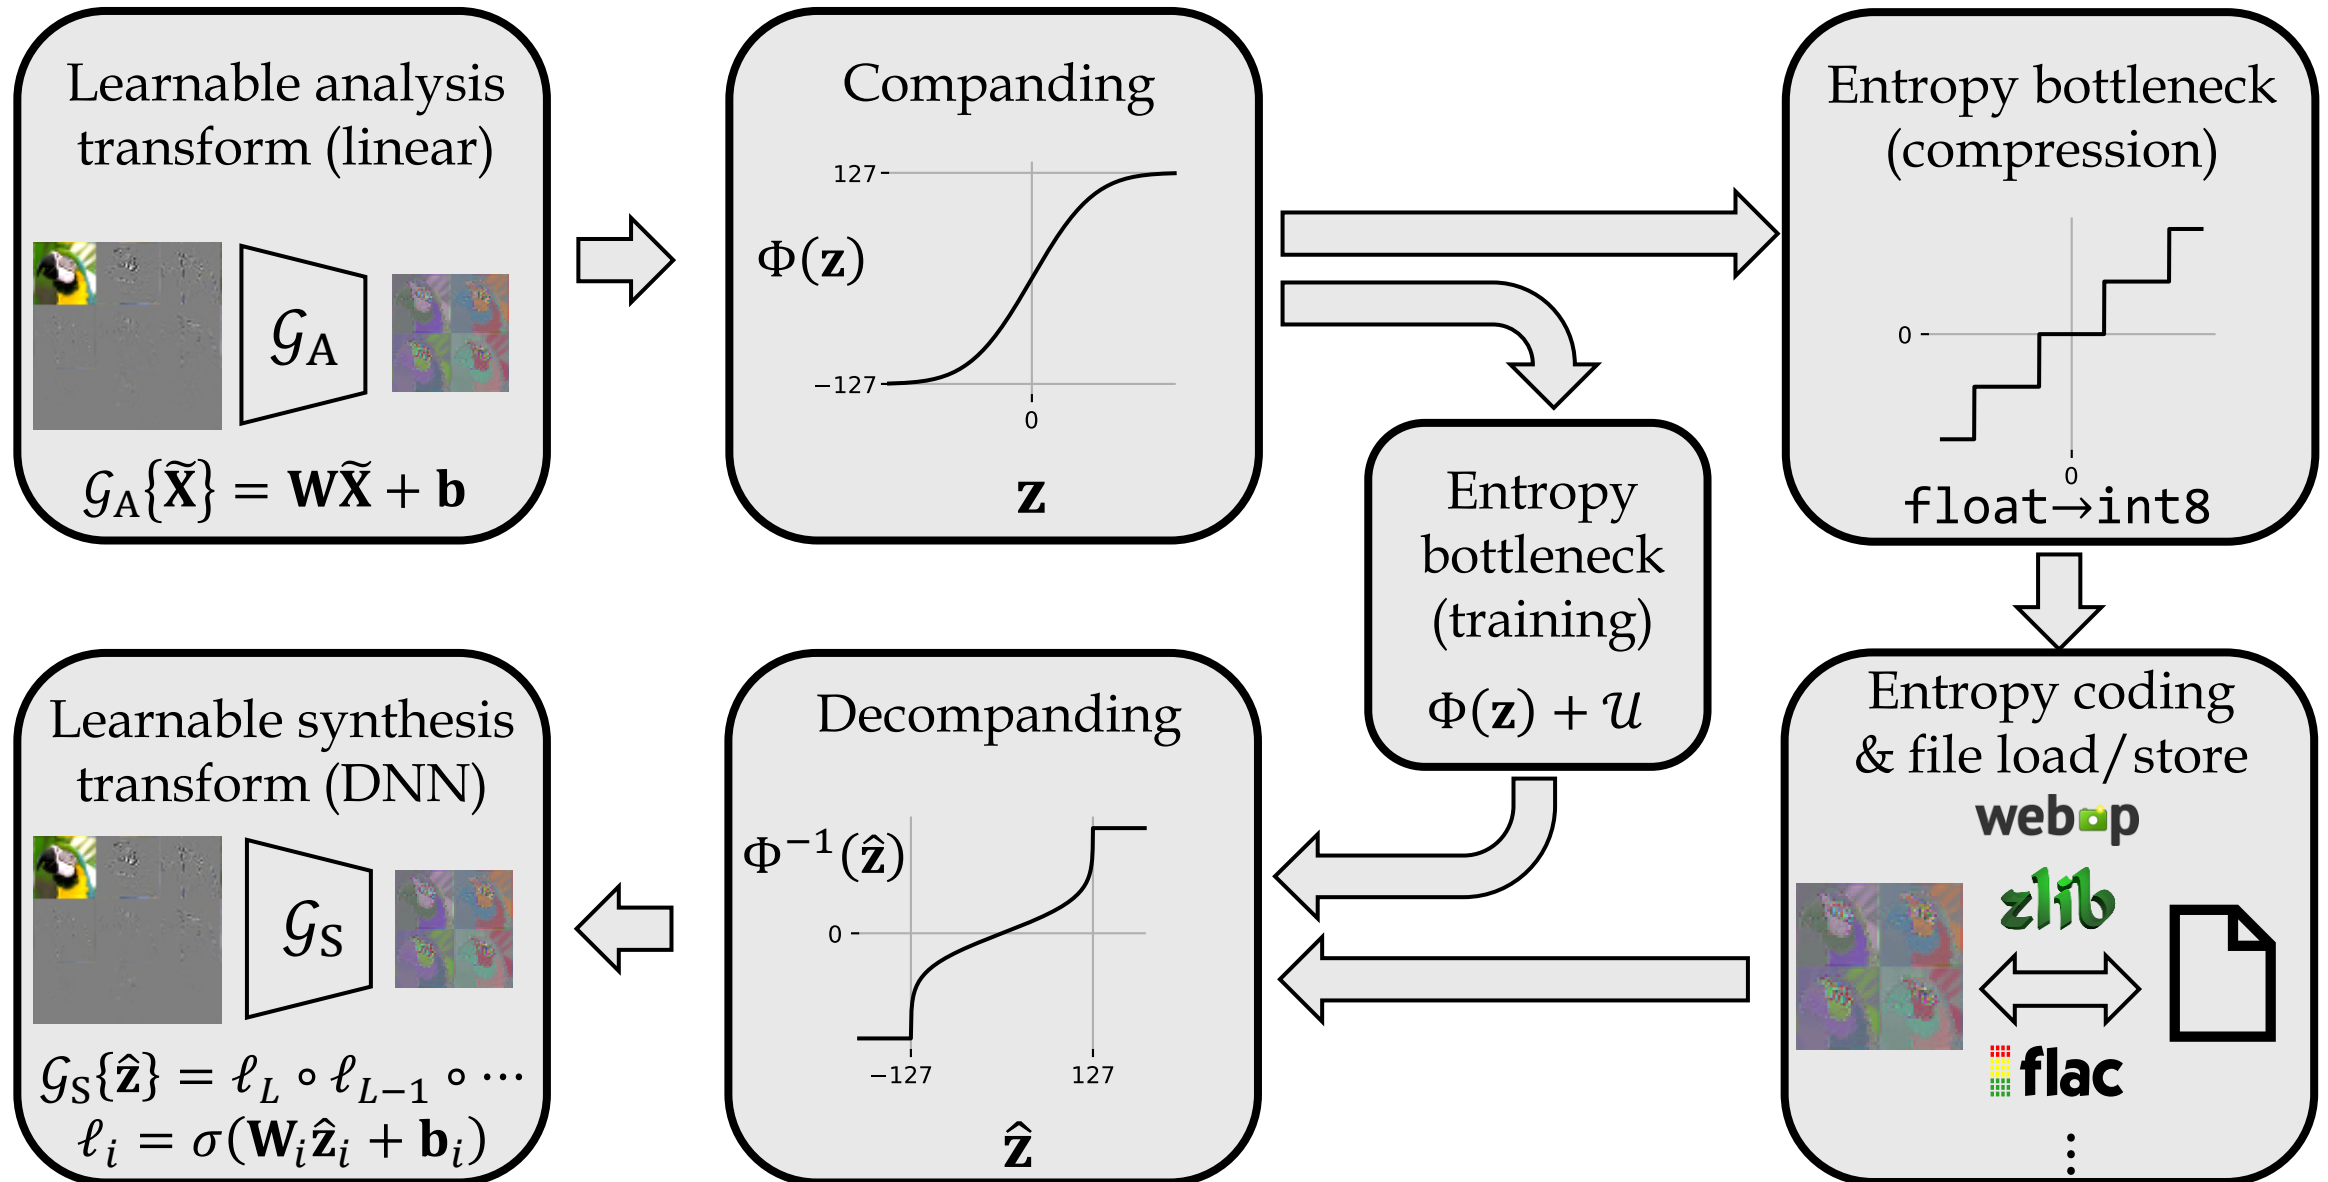 Learnable analysis
transform (linear)
𝒢A
𝒢A{X̃} = WX̃ + b
Companding
127
Φ(z)
−127
0
z
Entropy bottleneck
(compression)
0
0
float→int8
Entropy
bottleneck
(training)
Φ(z) + 𝒰
Entropy coding
& file load/store
webp
zlib
flac
⋮
Decompanding
Φ⁻¹(ẑ)
0
−127 127
ẑ
Learnable synthesis
transform (DNN)
𝒢S
𝒢S{ẑ} = ℓL ∘ ℓL−1 ∘ ⋯
ℓi = σ(Wiẑi + bi)